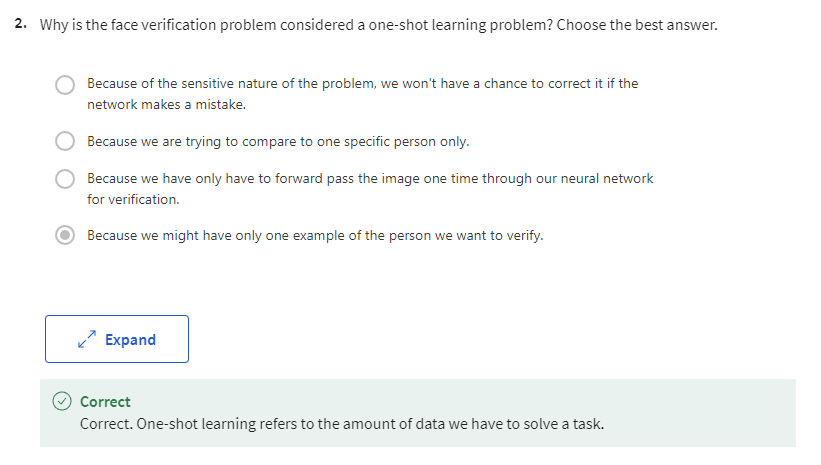 2. Why is the face verification problem considered a one-shot learning problem? Choose the best answer.
Because of the sensitive nature of the problem, we won't have a chance to correct it if the
network makes a mistake.
Because we are trying to compare to one specific person only.
Because we have only have to forward pass the image one time through our neural network
for verification.
Because we might have only one example of the person we want to verify.
Expand
Correct
Correct. One-shot learning refers to the amount of data we have to solve a task.